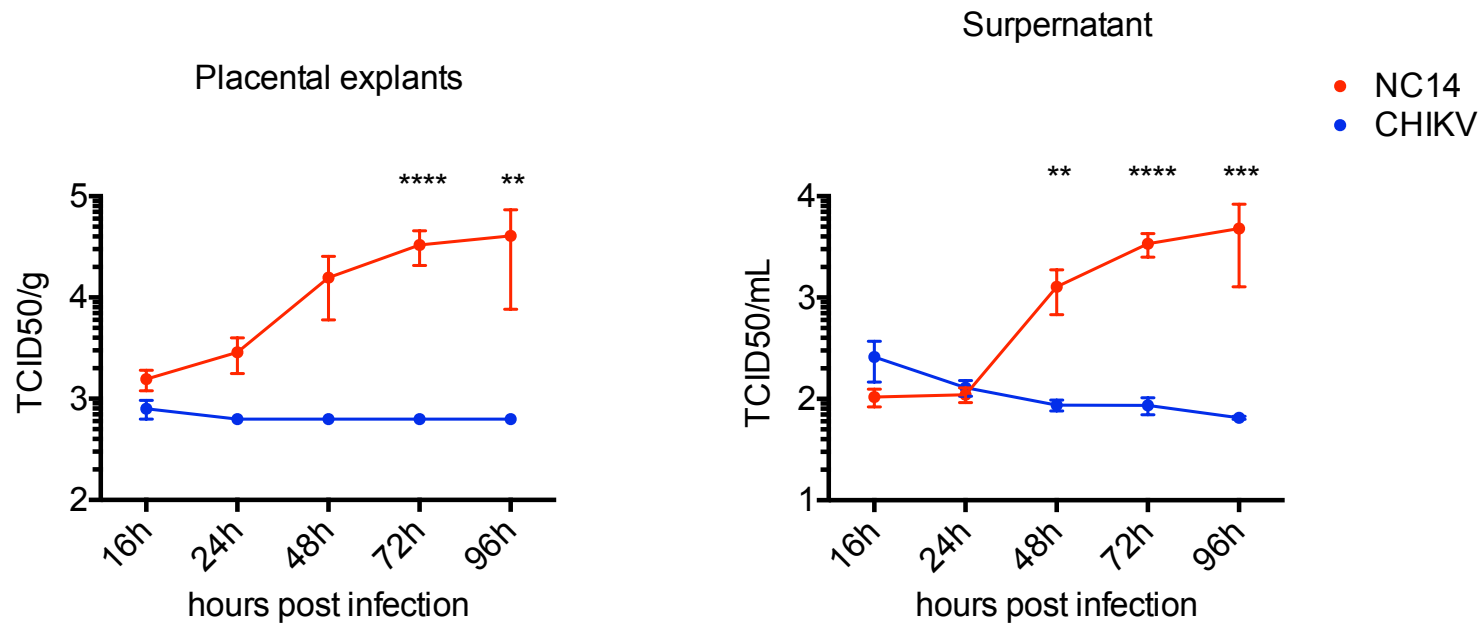 Placental explants
TCID50/g
5
4
3
2
**** **
16h 24h 48h 72h 96h
hours post infection
Surpernatant
TCID50/mL
4
3
2
1
** **** ***
16h 24h 48h 72h 96h
hours post infection
NC14
CHIKV